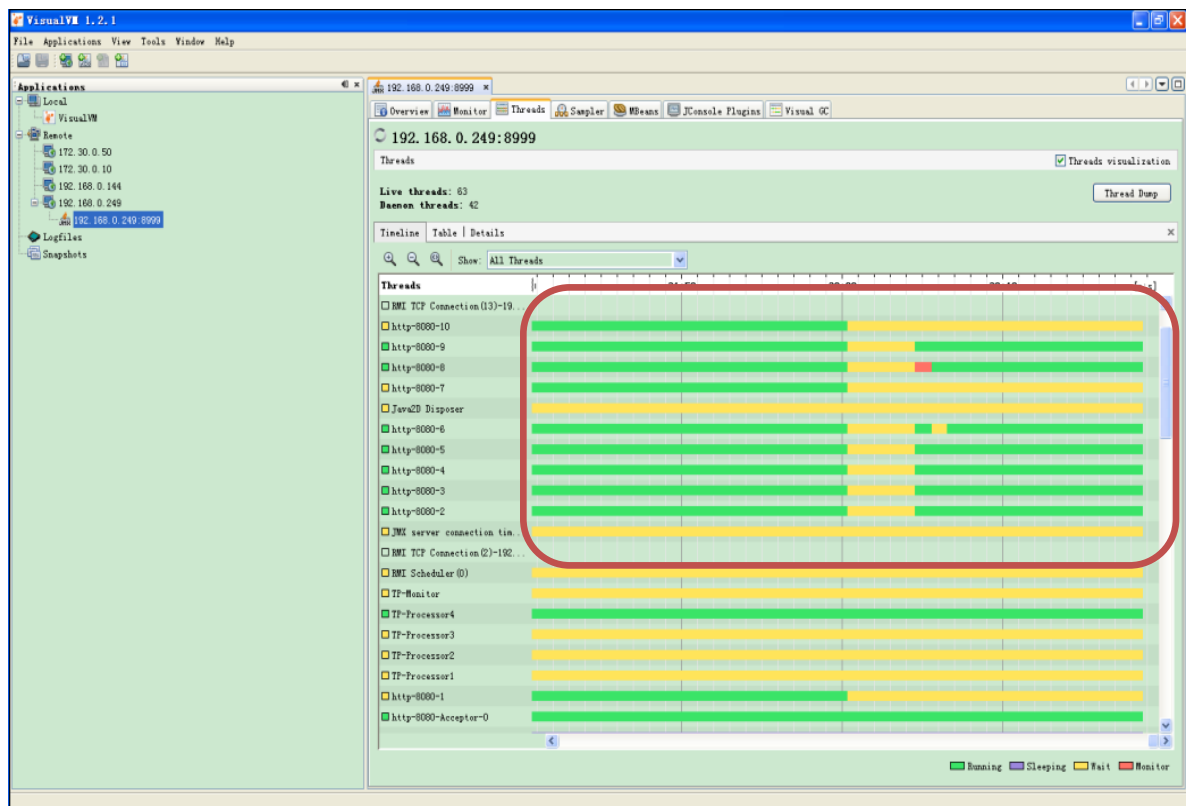 VisualVM 1.2.1
File Applications View Tools Window Help
Applications
Local
VisualVM
Remote
172.30.0.50
172.30.0.10
192.168.0.144
192.168.0.249
192.168.0.249:8999
Logfiles
Snapshots
192.168.0.249:8999
Overview Monitor Threads Sampler MBeans JConsole Plugins Visual GC
192.168.0.249:8999
Threads Threads visualization
Live threads: 63 Thread Dump
Daemon threads: 42
Timeline Table Details
Show: All Threads
Threads
RMI TCP Connection(13)-19...
http-8080-10
http-8080-9
http-8080-8
http-8080-7
Java2D Disposer
http-8080-6
http-8080-5
http-8080-4
http-8080-3
http-8080-2
JMX server connection tim...
RMI TCP Connection(2)-192...
RMI Scheduler(0)
TP-Monitor
TP-Processor4
TP-Processor3
TP-Processor2
TP-Processor1
http-8080-1
http-8080-Acceptor-0
Running Sleeping Wait Monitor